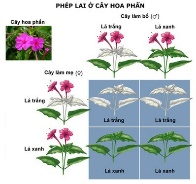 PHÉP LAI Ở CÂY HOA PHẤN
Cây hoa phấn
Cây làm bố (♂)
Lá trắng
Lá xanh
Cây làm mẹ (♀)
Lá trắng
Lá xanh
Lá trắng
Lá trắng
Lá xanh
Lá xanh